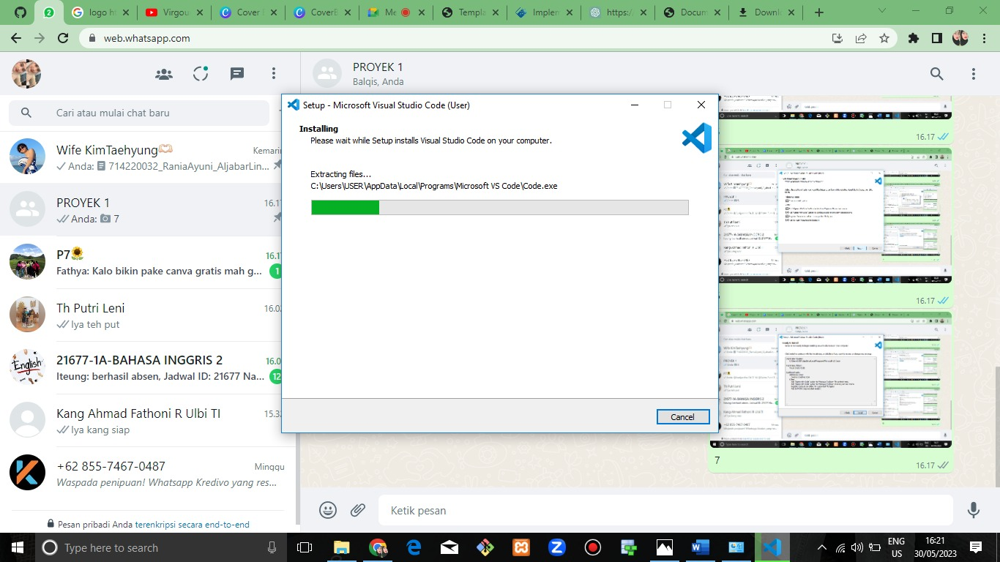 2
logo h
Virgou
Cover
CoverB
Me
Templa
Implem
https:/
Docum
Downl
web.whatsapp.com
PROYEK 1
Balqis, Anda
Cari atau mulai chat baru
Wife KimTaehyung🫶🏻
Kemarin
Anda: 714220032_RaniaAyuni_AljabarLin...
PROYEK 1
16.1
Anda: 7
P7🌻
16.1
Fathya: Kalo bikin pake canva gratis mah g...
1
Th Putri Leni
16.0
Iya teh put
21677-1A-BAHASA INGGRIS 2
16.0
Iteung: berhasil absen, Jadwal ID: 21677 Na...
12
English
Kang Ahmad Fathoni R Ulbi TI
15.3
Iya kang siap
+62 855-7467-0487
Minggu
Waspada penipuan! Whatsapp Kredivo yang res...
Pesan pribadi Anda terenkripsi secara end-to-end
Setup - Microsoft Visual Studio Code (User)
Installing
Please wait while Setup installs Visual Studio Code on your computer.
Extracting files...
C:\Users\USER\AppData\Local\Programs\Microsoft VS Code\Code.exe
Cancel
16.17
16.17
7
16.17
Ketik pesan
Type here to search
ENG
US
16:21
30/05/2023